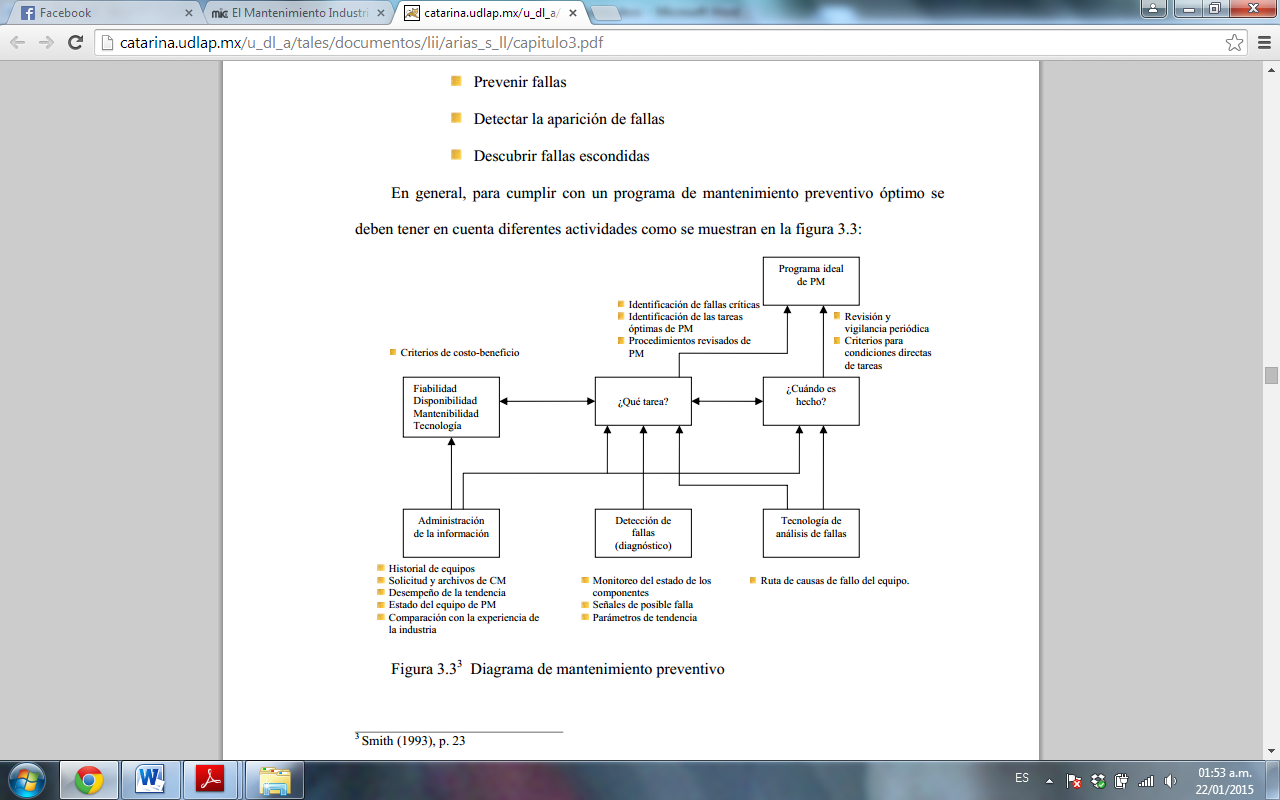 Facebook
El Mantenimiento Industri
catarina.udlap.mx/u_dl_a/
Microsoft Word
catarina.udlap.mx/u_dl_a/tales/documentos/lii/arias_s_ll/capitulo3.pdf
Prevenir fallas
Detectar la aparición de fallas
Descubrir fallas escondidas
En general, para cumplir con un programa de mantenimiento preventivo óptimo se
deben tener en cuenta diferentes actividades como se muestran en la figura 3.3:
Programa ideal
de PM
Identificación de fallas críticas
Identificación de las tareas
óptimas de PM
Procedimientos revisados de
PM
Revisión y
vigilancia periódica
Criterios para
condiciones directas
de tareas
Criterios de costo-beneficio
Fiabilidad
Disponibilidad
Mantenibilidad
Tecnología
¿Qué tarea?
¿Cuándo es
hecho?
Administración
de la información
Detección de
fallas
(diagnóstico)
Tecnología de
análisis de fallas
Historial de equipos
Solicitud y archivos de CM
Desempeño de la tendencia
Estado del equipo de PM
Comparación con la experiencia de
la industria
Monitoreo del estado de los
componentes
Señales de posible falla
Parámetros de tendencia
Ruta de causas de fallo del equipo.
Figura 3.3³ Diagrama de mantenimiento preventivo
³ Smith (1993), p. 23
ES
01:53 a.m.
22/01/2015